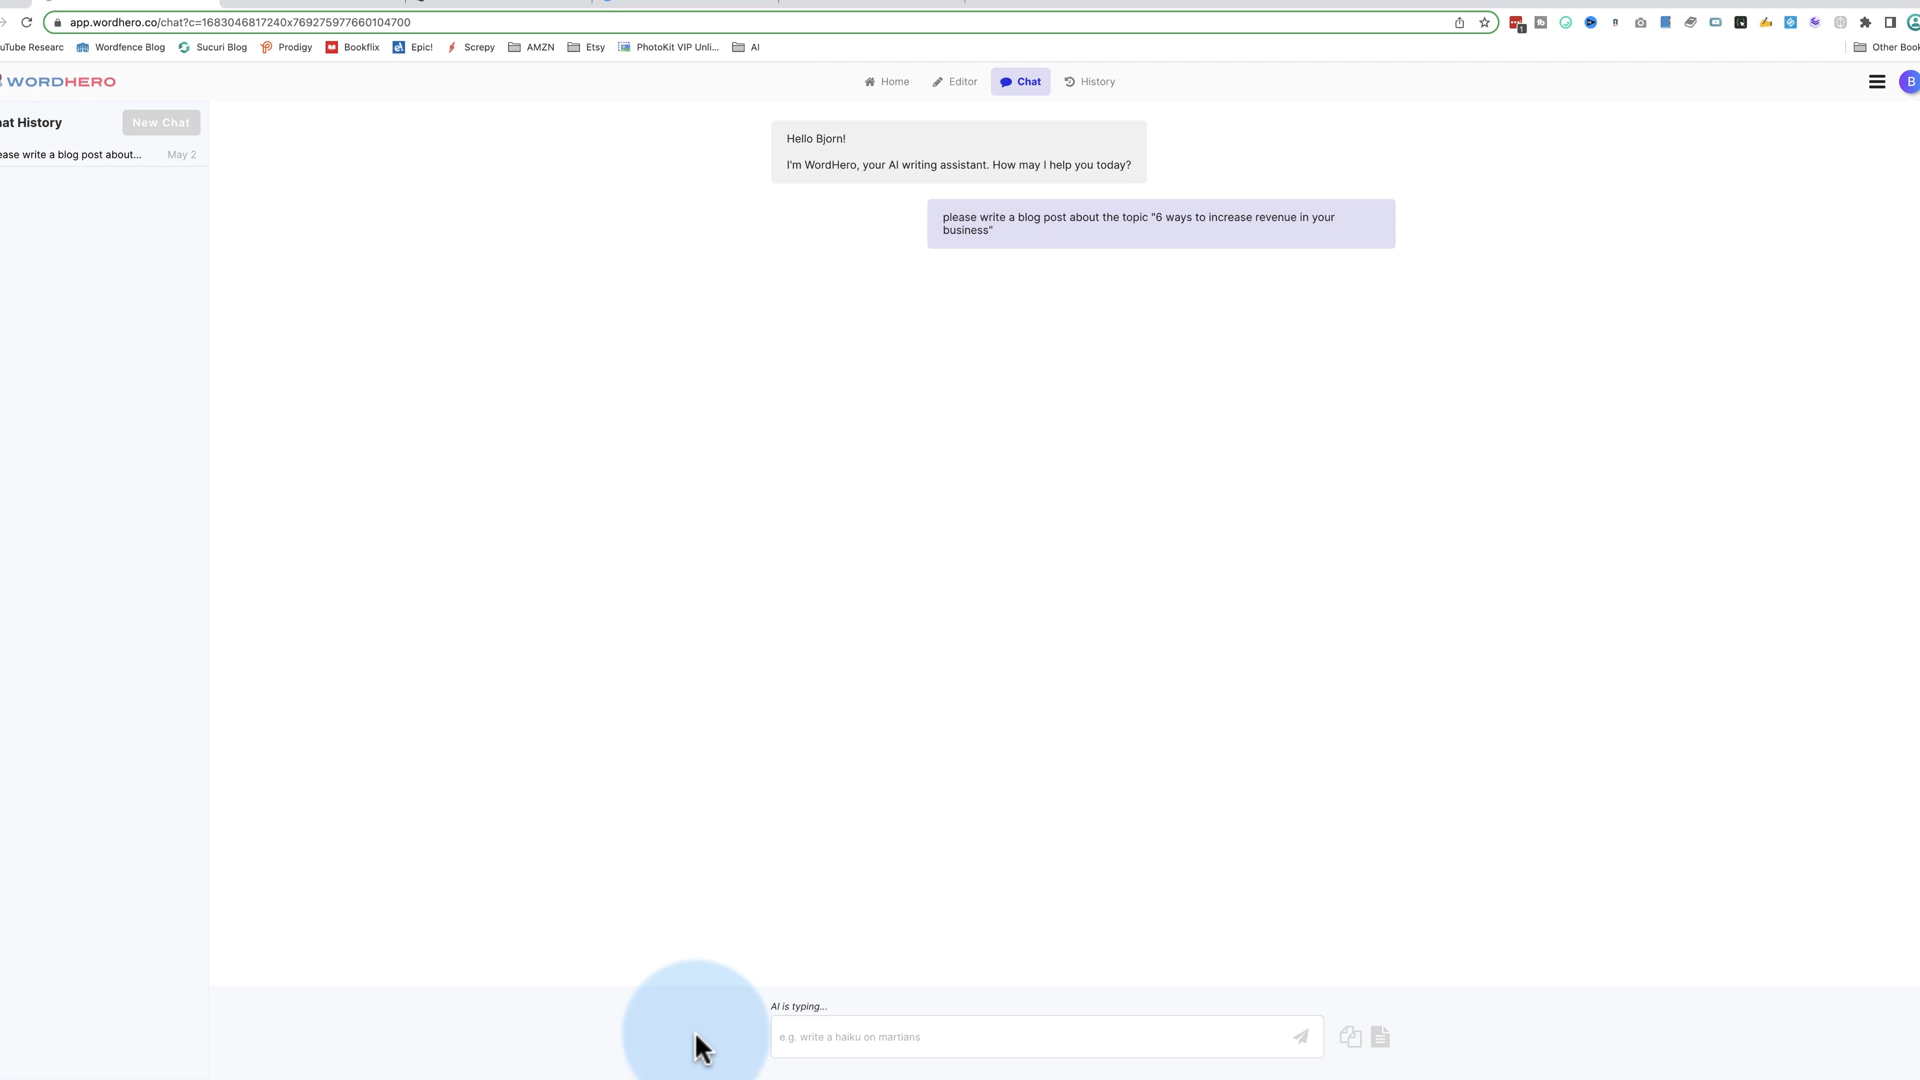 app.wordhero.co/chat?c=1683046817240x769275977660104700
uTube Researc Wordfence Blog Sucuri Blog Prodigy Bookflix Epic! Screpy AMZN Etsy PhotoKit VIP Unli... AI Other Book
WORDHERO Home Editor Chat History B
at History New Chat
ease write a blog post about... May 2
Hello Bjorn!
I'm WordHero, your AI writing assistant. How may I help you today?
please write a blog post about the topic "6 ways to increase revenue in your
business"
AI is typing...
e.g. write a haiku on martians